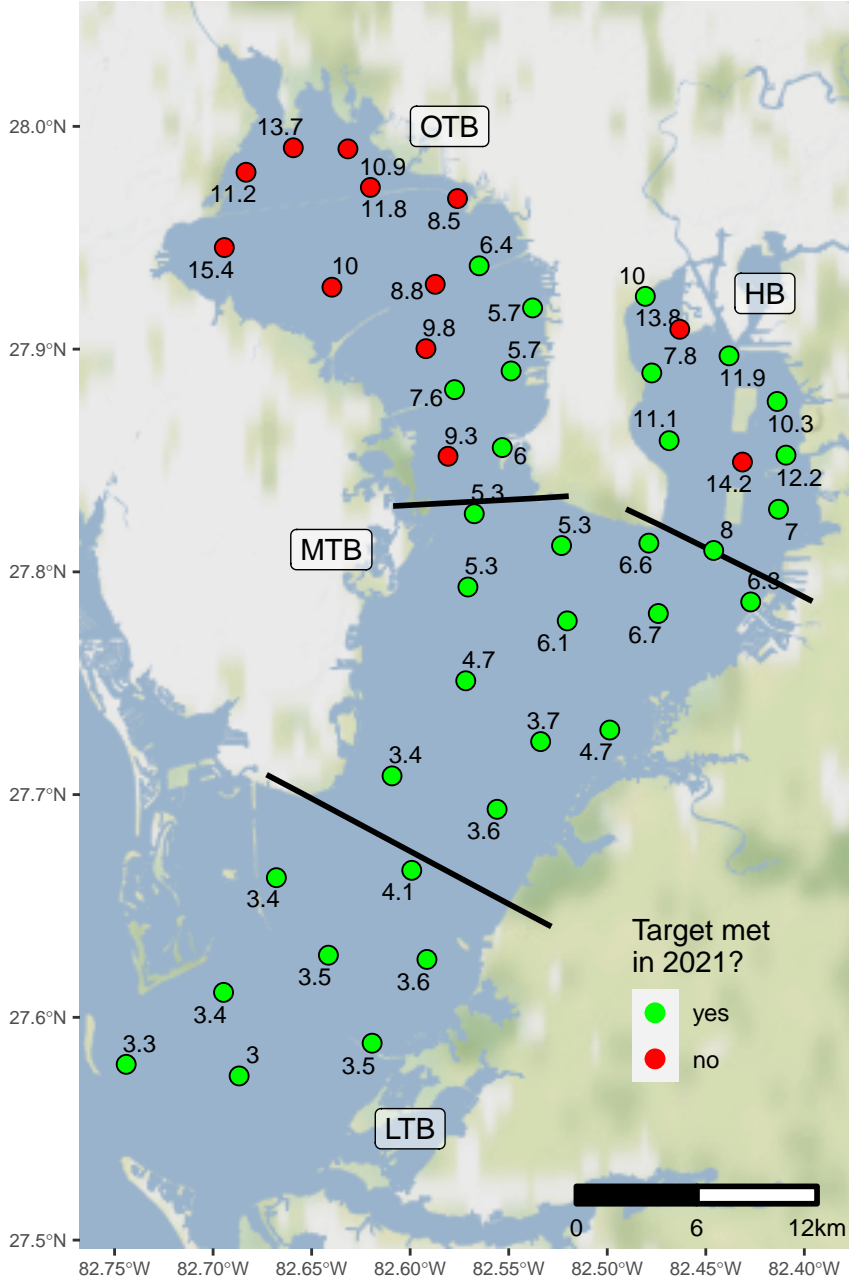 28.0°N
13.7
OTB
10.9
11.2
11.8
8.5
6.4
15.4
10
8.8
10
HB
5.7
13.8
9.8
27.9°N
5.7
7.8
11.9
7.6
10.3
11.1
9.3
6
14.2
12.2
5.3
7
MTB
5.3
8
27.8°N
5.3
6.6
6.3
6.1
6.7
4.7
3.7
4.7
3.4
27.7°N
3.6
3.4
4.1
Target met
in 2021?
3.5
3.6
3.4
yes
27.6°N
3.3
3
3.5
no
LTB
0 6 12km
27.5°N
82.75°W 82.70°W 82.65°W 82.60°W 82.55°W 82.50°W 82.45°W 82.40°W